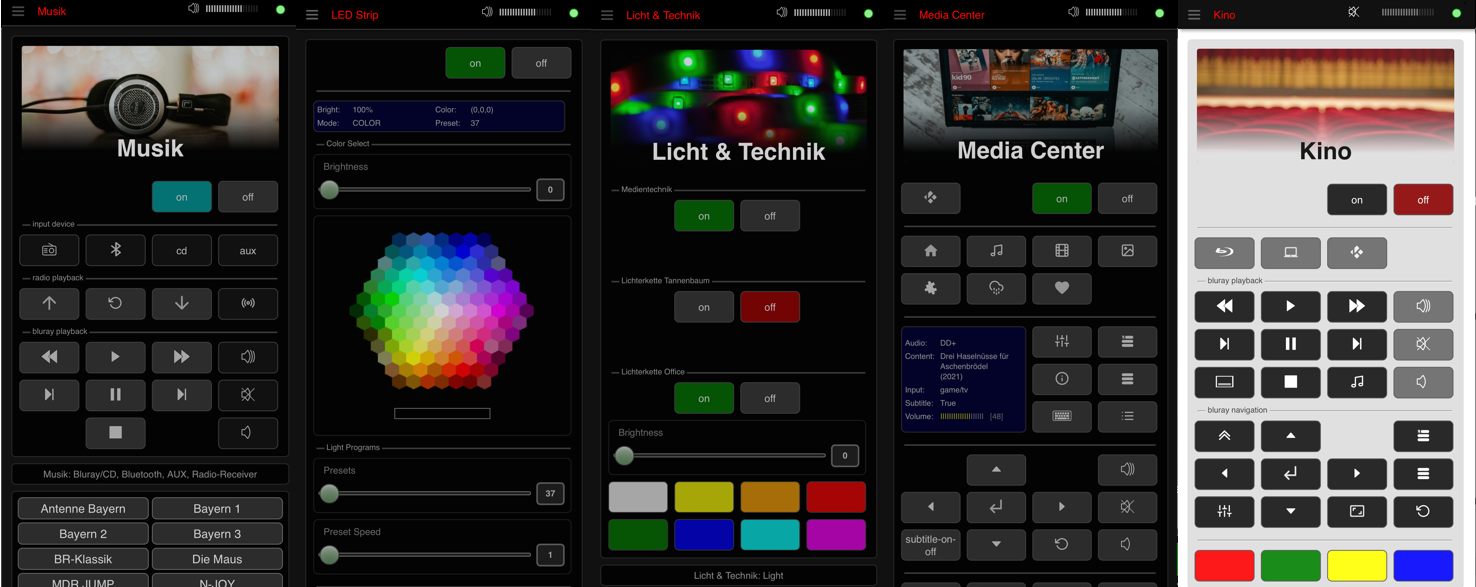 Musik
Musik
on
off
input device
cd
aux
radio playback
bluray playback
Musik: Bluray/CD, Bluetooth, AUX, Radio-Receiver
Antenne Bayern
Bayern 1
Bayern 2
Bayern 3
BR-Klassik
Die Maus
MDR JUMP
N-JOY
LED Strip
on
off
Bright: 100% Color: (0,0,0)
Mode: COLOR Preset: 37
Color Select
Brightness
0
Light Programs
Presets
37
Preset Speed
1
Licht & Technik
Licht & Technik
Medientechnik
on
off
Lichterkette Tannenbaum
on
off
Lichterkette Office
on
off
Brightness
0
Licht & Technik: Light
Media Center
kid90
Media Center
on
off
Audio: DD+
Content: Drei Haselnüsse für
Aschenbrödel
(2021)
Input: game/tv
Subtitle: True
Volume: [48]
subtitle-on-
off
Kino
Kino
on
off
bluray playback
bluray navigation